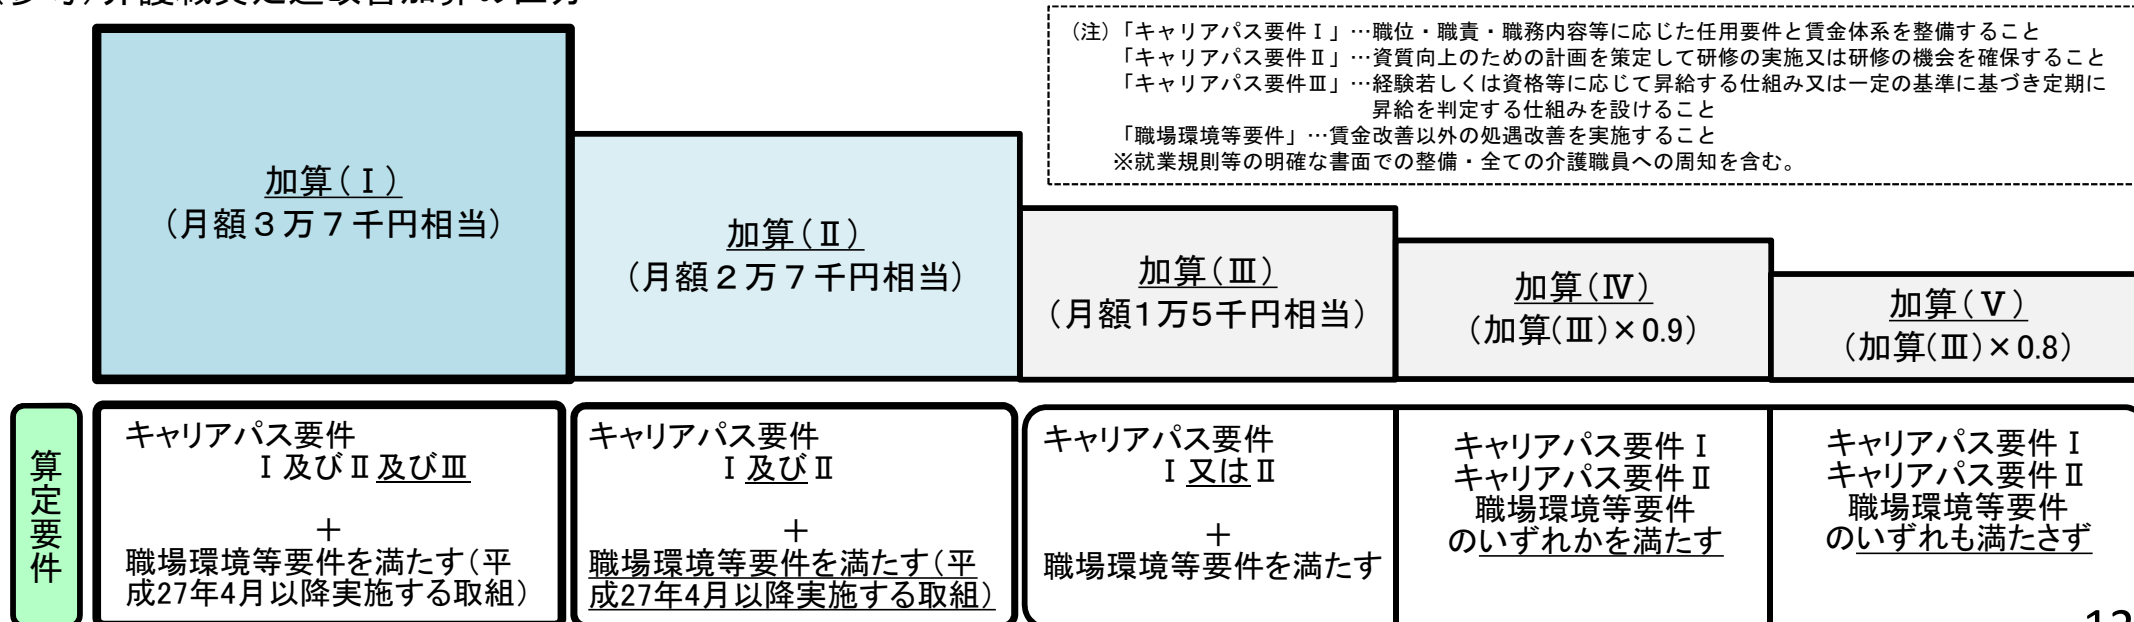 (注)「キャリアパス要件Ⅰ」…職位・職責・職務内容等に応じた任用要件と賃金体系を整備すること
「キャリアパス要件Ⅱ」…資質向上のための計画を策定して研修の実施又は研修の機会を確保すること
「キャリアパス要件Ⅲ」…経験若しくは資格等に応じて昇給する仕組み又は一定の基準に基づき定期に
昇給を判定する仕組みを設けること
「職場環境等要件」…賃金改善以外の処遇改善を実施すること
※就業規則等の明確な書面での整備・全ての介護職員への周知を含む。
加算(Ⅰ)
(月額3万7千円相当)
加算(Ⅱ)
(月額2万7千円相当)
加算(Ⅲ)
(月額1万5千円相当)
加算(Ⅳ)
(加算(Ⅲ)×0.9)
加算(Ⅴ)
(加算(Ⅲ)×0.8)
算定要件
キャリアパス要件
Ⅰ及びⅡ及びⅢ
+
職場環境等要件を満たす(平
成27年4月以降実施する取組)
キャリアパス要件
Ⅰ及びⅡ
+
職場環境等要件を満たす(平
成27年4月以降実施する取組)
キャリアパス要件
Ⅰ又はⅡ
+
職場環境等要件を満たす
キャリアパス要件Ⅰ
キャリアパス要件Ⅱ
職場環境等要件
のいずれかを満たす
キャリアパス要件Ⅰ
キャリアパス要件Ⅱ
職場環境等要件
のいずれも満たさず